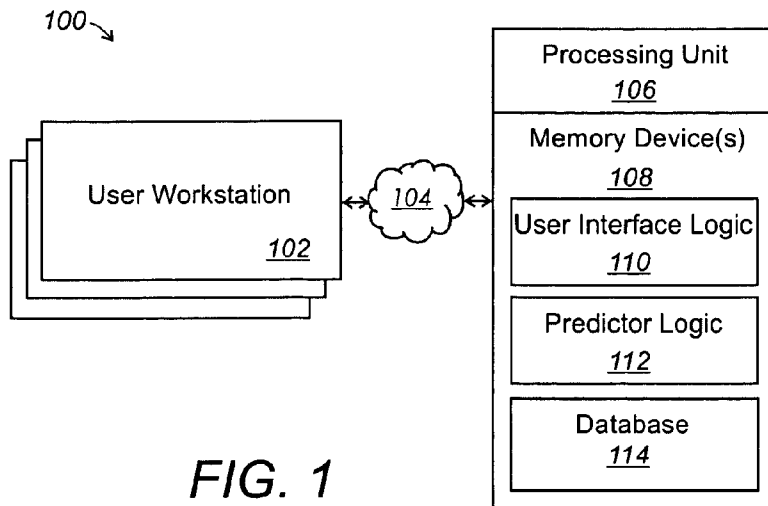 100
User Workstation
102
104
Processing Unit
106
Memory Device(s)
108
User Interface Logic
110
Predictor Logic
112
Database
114
FIG. 1